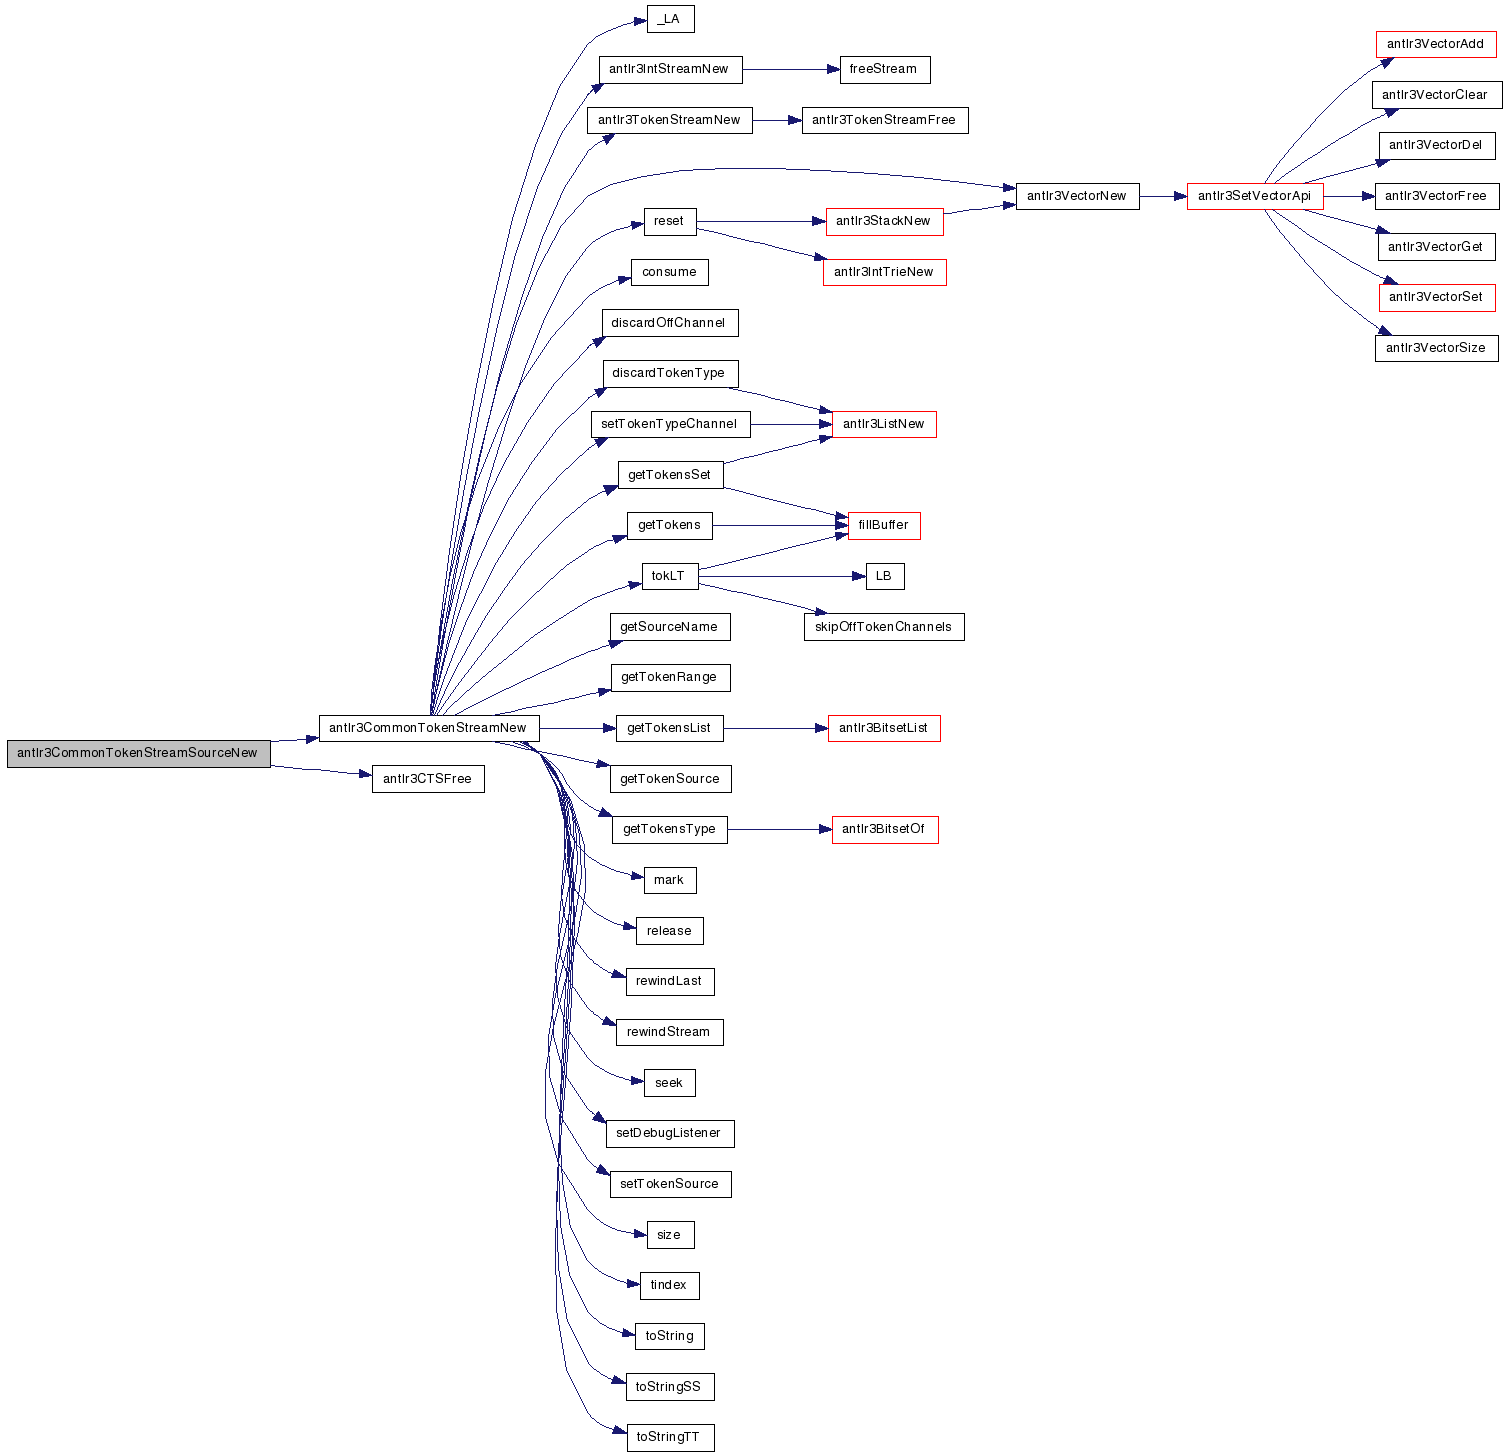 _LA
antlr3VectorAdd
antlr3IntStreamNew
freeStream
antlr3VectorClear
antlr3TokenStreamNew
antlr3TokenStreamFree
antlr3VectorDel
antlr3VectorNew
antlr3SetVectorApi
antlr3VectorFree
reset
antlr3StackNew
antlr3VectorGet
consume
antlr3IntTrieNew
antlr3VectorSet
discardOffChannel
antlr3VectorSize
discardTokenType
setTokenTypeChannel
antlr3ListNew
getTokensSet
getTokens
fillBuffer
tokLT
LB
getSourceName
skipOffTokenChannels
getTokenRange
antlr3CommonTokenStreamNew
getTokensList
antlr3BitsetList
antlr3CommonTokenStreamSourceNew
antlr3CTSFree
getTokenSource
getTokensType
antlr3BitsetOf
mark
release
rewindLast
rewindStream
seek
setDebugListener
setTokenSource
size
tindex
toString
toStringSS
toStringTT